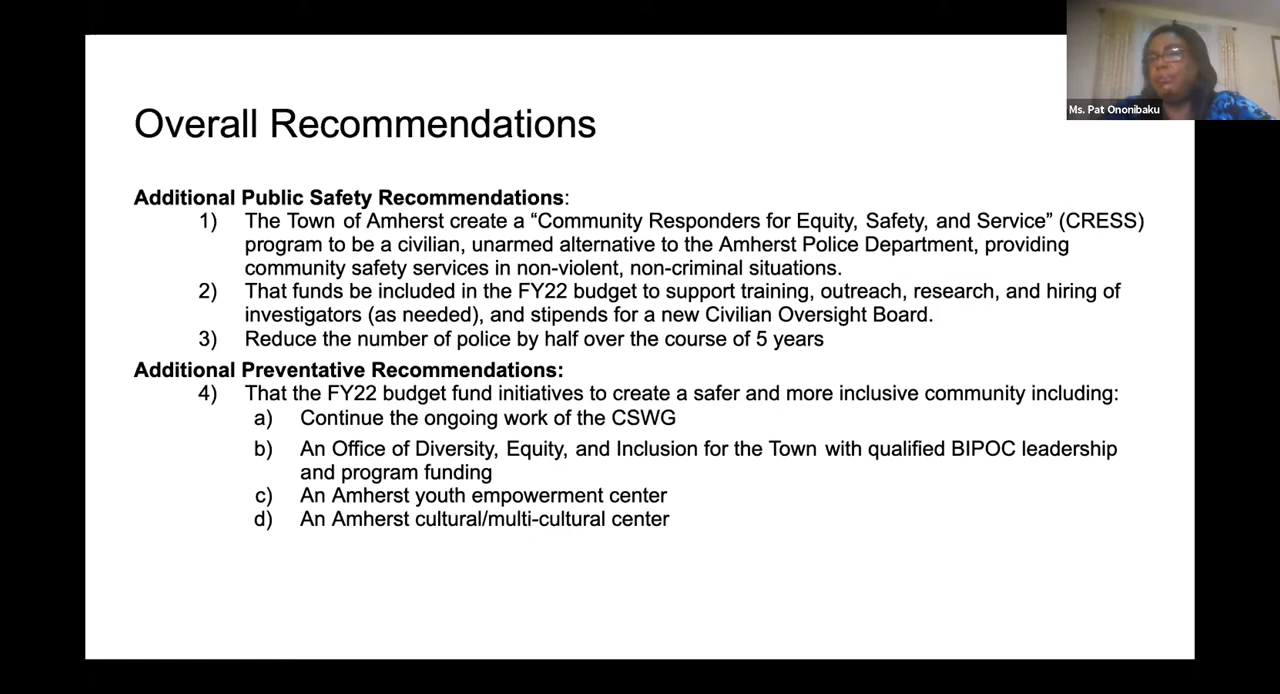 Ms. Pat Ononibaku
Overall Recommendations
Additional Public Safety Recommendations:
1) The Town of Amherst create a “Community Responders for Equity, Safety, and Service” (CRESS)
program to be a civilian, unarmed alternative to the Amherst Police Department, providing
community safety services in non-violent, non-criminal situations.
2) That funds be included in the FY22 budget to support training, outreach, research, and hiring of
investigators (as needed), and stipends for a new Civilian Oversight Board.
3) Reduce the number of police by half over the course of 5 years
Additional Preventative Recommendations:
4) That the FY22 budget fund initiatives to create a safer and more inclusive community including:
a) Continue the ongoing work of the CSWG
b) An Office of Diversity, Equity, and Inclusion for the Town with qualified BIPOC leadership
and program funding
c) An Amherst youth empowerment center
d) An Amherst cultural/multi-cultural center